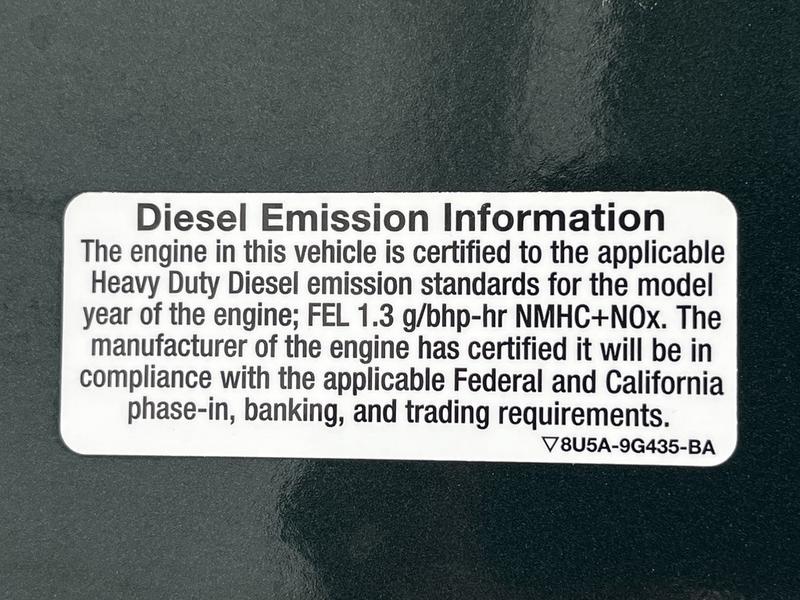 Diesel Emission Information
The engine in this vehicle is certified to the applicable
Heavy Duty Diesel emission standards for the model
year of the engine; FEL 1.3 g/bhp-hr NMHC+NOx. The
manufacturer of the engine has certified it will be in
compliance with the applicable Federal and California
phase-in, banking, and trading requirements.
▽8U5A-9G435-BA